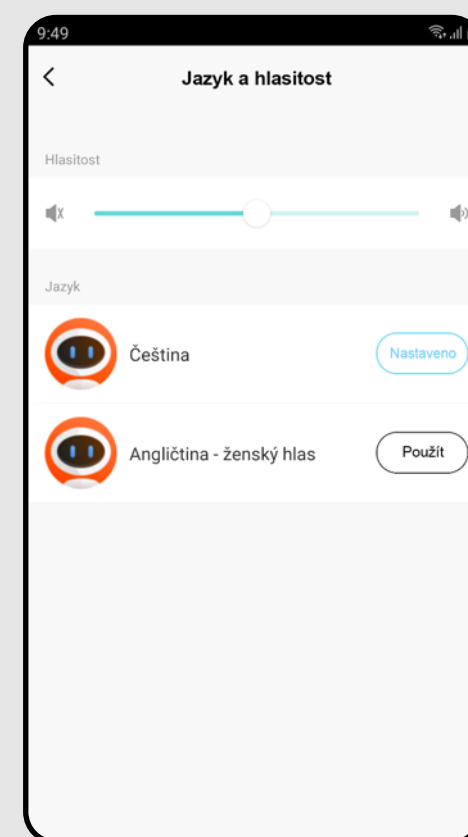 9:49
Jazyk a hlasitost
Hlasitost
Jazyk
Čeština
Nastaveno
Angličtina - ženský hlas
Použít